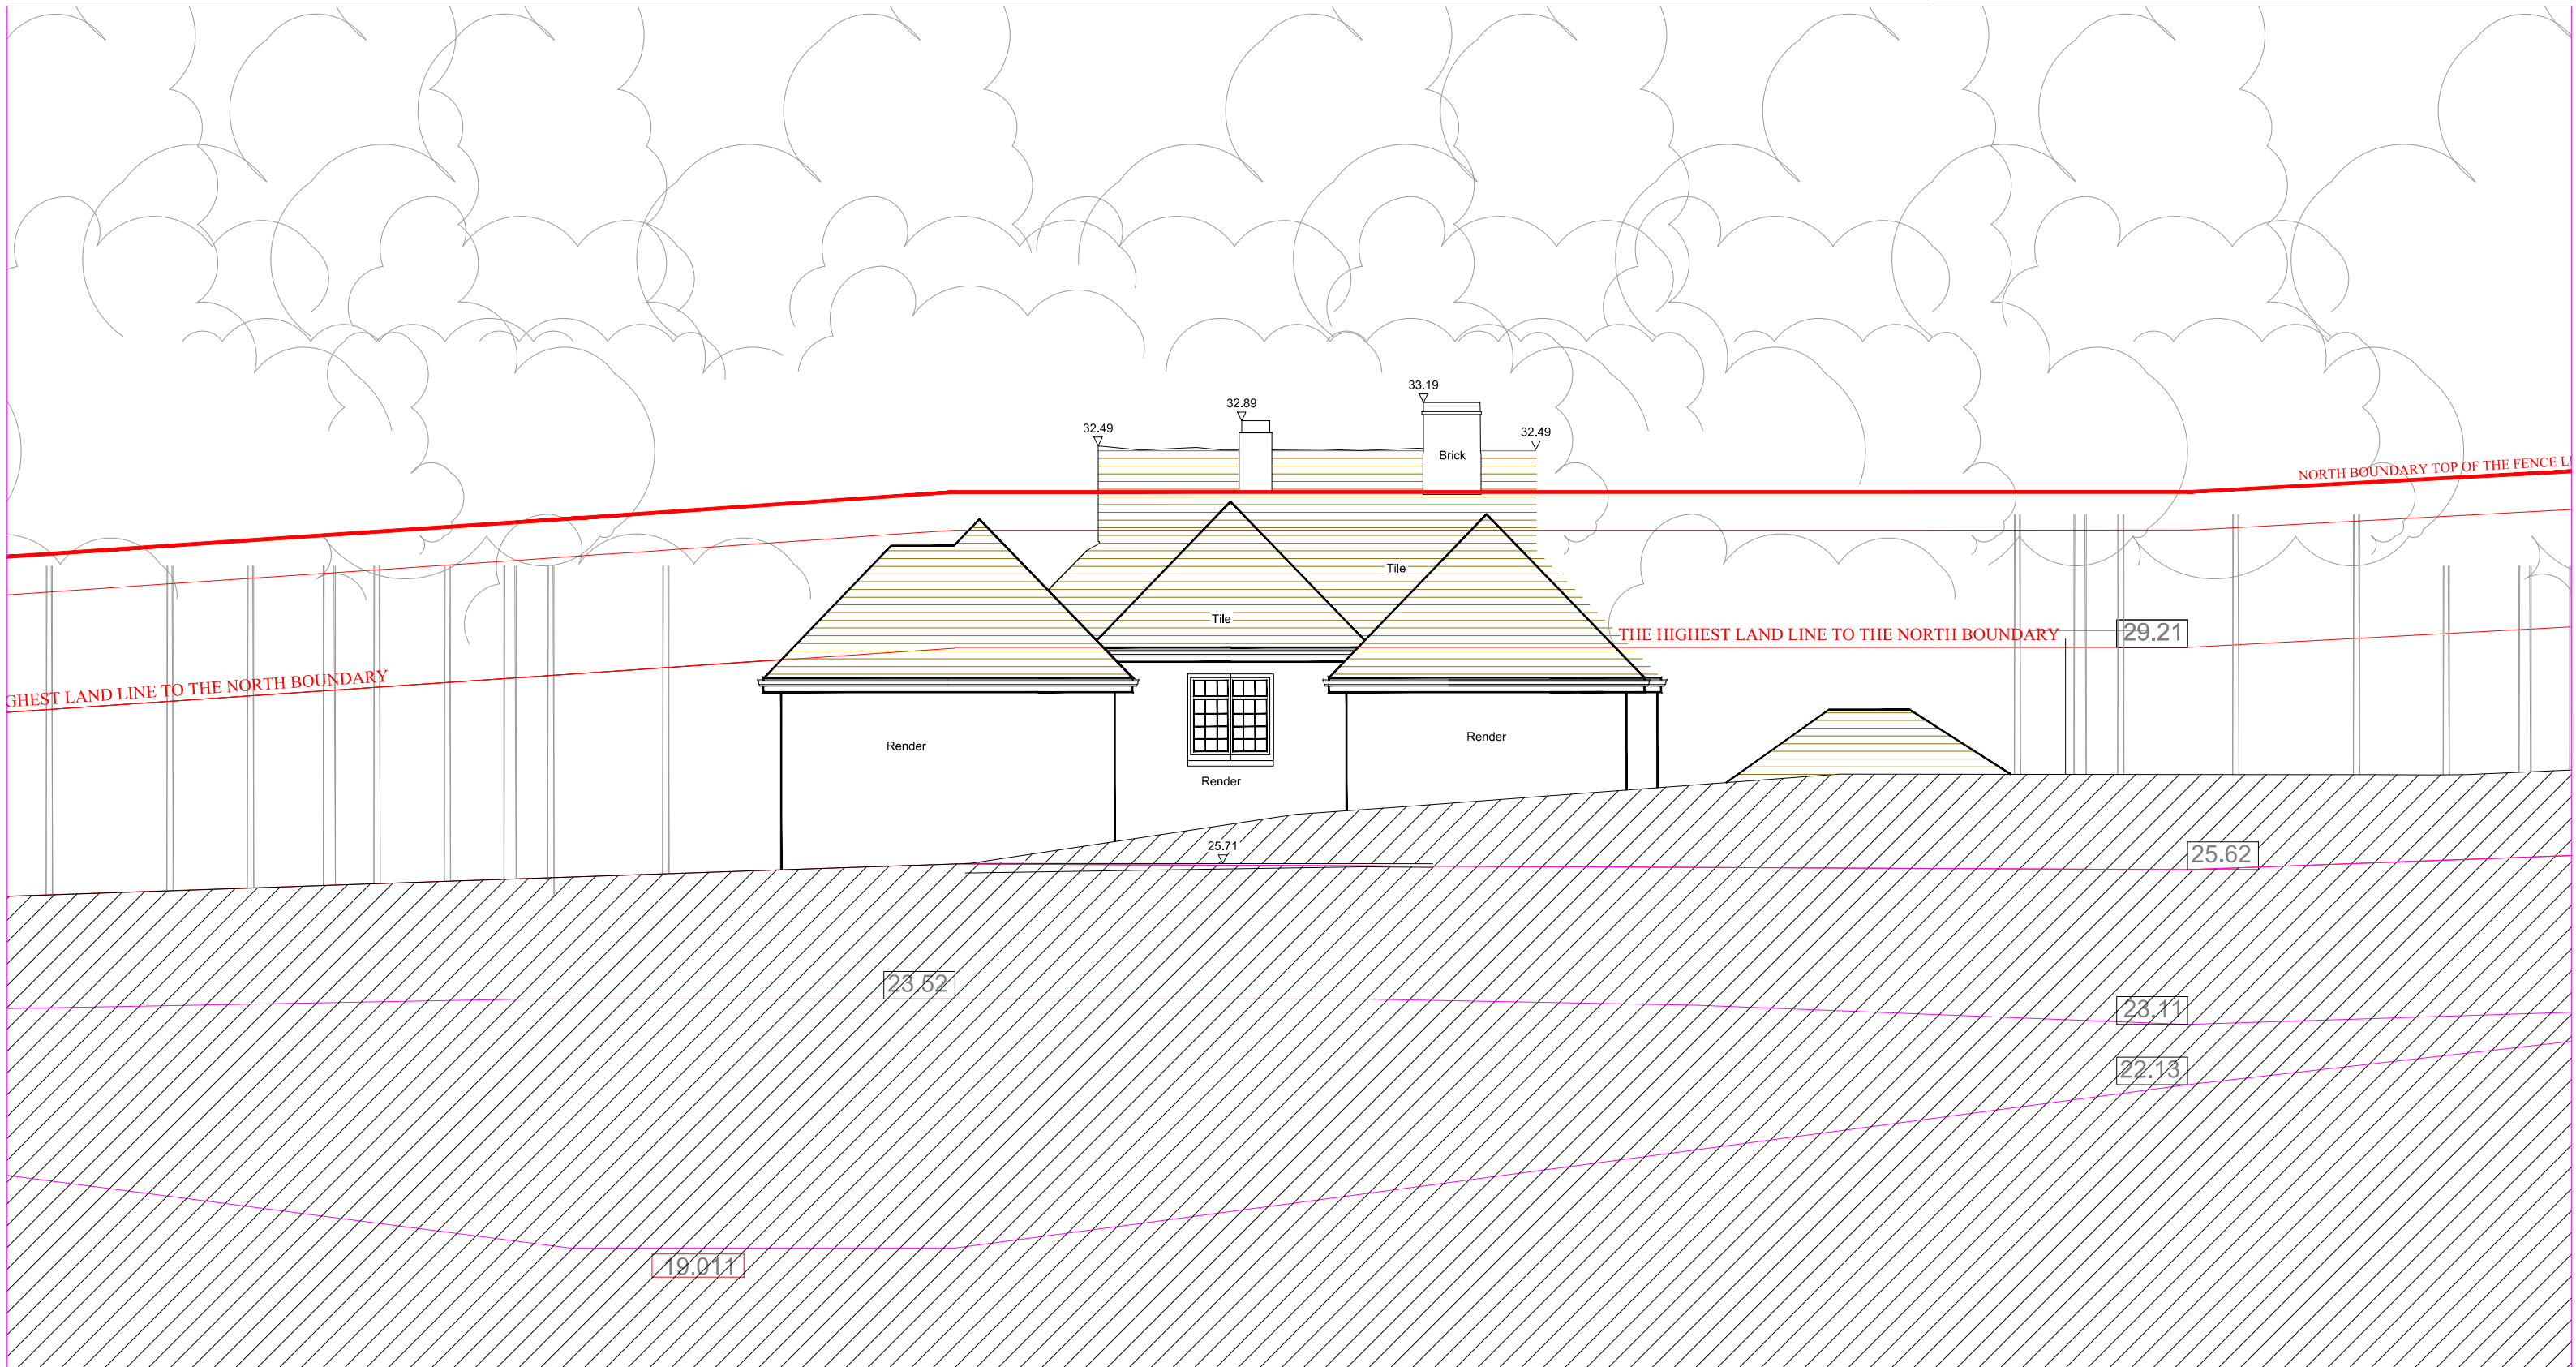 33.19
32.89
32.49
32.49
Brick
NORTH BOUNDARY TOP OF THE FENCE
Tile
Tile
THE HIGHEST LAND LINE TO THE NORTH BOUNDARY
29.21
GHEST LAND LINE TO THE NORTH BOUNDARY
Render
Render
Render
25.71
25.62
23.52
23.11
22.13
19.011